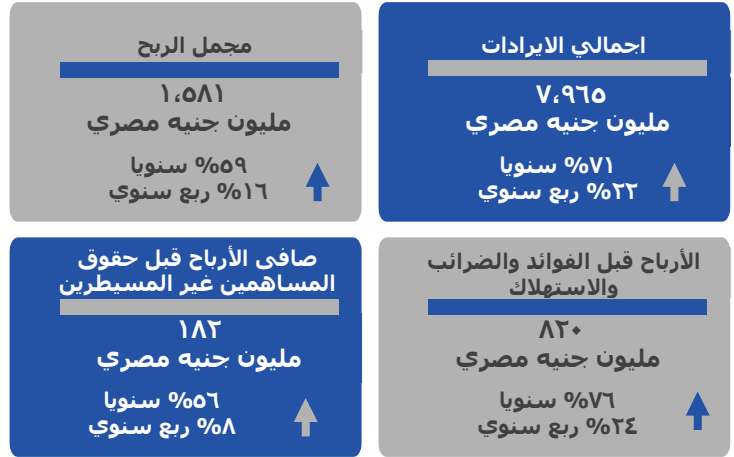 اجمالي الايرادات
٧،٩٦٥
مليون جنيه مصري
٧١% سنويا
٢٢% ربع سنوي
مجمل الربح
١،٥٨١
مليون جنيه مصري
٥٩% سنويا
١٦% ربع سنوي
الأرباح قبل الفوائد والضرائب
والاستهلاك
٨٢٠
مليون جنيه مصري
٧٦% سنويا
٢٤% ربع سنوي
صافى الأرباح قبل حقوق
المساهمين غير المسيطرين
١٨٢
مليون جنيه مصري
٥٦% سنويا
٨% ربع سنوي